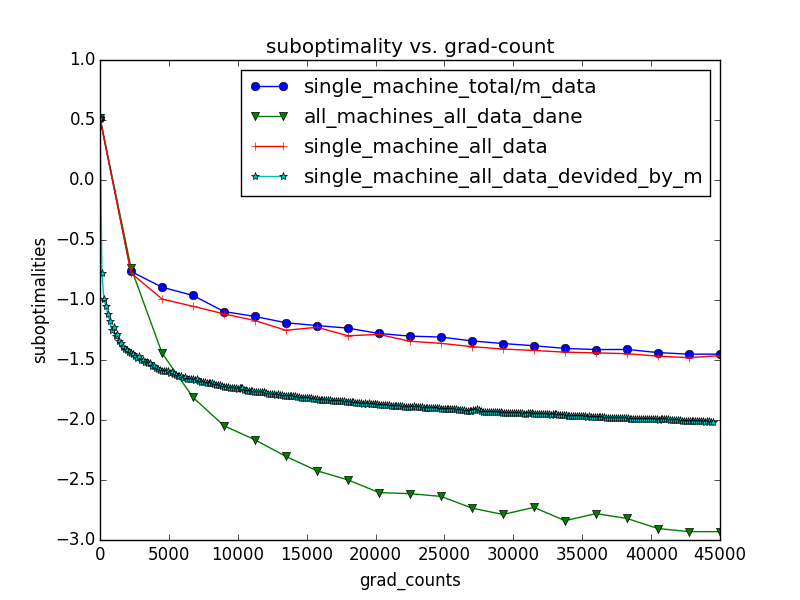 suboptimality vs. grad-count
single_machine_total/m_data
all_machines_all_data_dane
single_machine_all_data
single_machine_all_data_devided_by_m
suboptimalities
1.0
0.5
0.0
−0.5
−1.0
−1.5
−2.0
−2.5
−3.0
0 5000 10000 15000 20000 25000 30000 35000 40000 45000
grad_counts